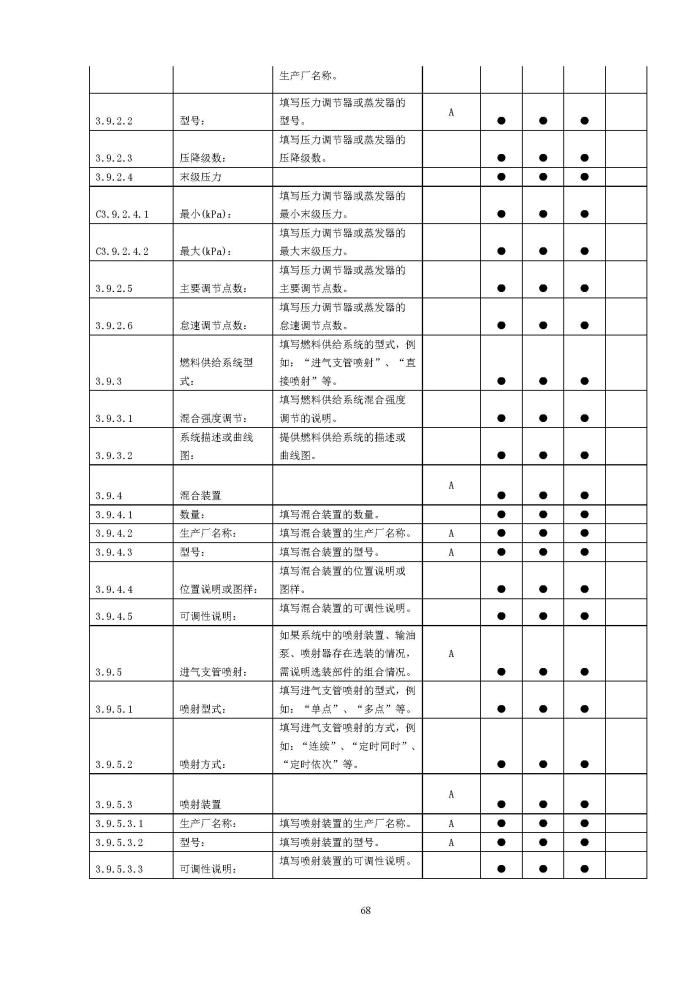 生产厂名称。
填写压力调节器或蒸发器的
3.9.2.2 型号： 型号。 A ● ● ●
填写压力调节器或蒸发器的
3.9.2.3 压降级数： 压降级数。 ● ● ●
3.9.2.4 末级压力 ● ● ●
填写压力调节器或蒸发器的
C3.9.2.4.1 最小(kPa)： 最小末级压力。 ● ● ●
填写压力调节器或蒸发器的
C3.9.2.4.2 最大(kPa)： 最大末级压力。 ● ● ●
填写压力调节器或蒸发器的
3.9.2.5 主要调节点数： 主要调节点数。 ● ● ●
填写压力调节器或蒸发器的
3.9.2.6 怠速调节点数： 怠速调节点数。 ● ● ●
填写燃料供给系统的型式，例
燃料供给系统型 如：“进气支管喷射”、“直
3.9.3 式： 接喷射”等。 ● ● ●
填写燃料供给系统混合强度
3.9.3.1 混合强度调节： 调节的说明。 ● ● ●
系统描述或曲线 提供燃料供给系统的描述或
3.9.3.2 图： 曲线图。 ● ● ●
3.9.4 混合装置 A ● ● ●
3.9.4.1 数量： 填写混合装置的数量。 ● ● ●
3.9.4.2 生产厂名称： 填写混合装置的生产厂名称。 A ● ● ●
3.9.4.3 型号： 填写混合装置的型号。 A ● ● ●
填写混合装置的位置说明或
3.9.4.4 位置说明或图样： 图样。 ● ● ●
3.9.4.5 可调性说明： 填写混合装置的可调性说明。 ● ● ●
如果系统中的喷射装置、输油
泵、喷射器存在选装的情况， A
3.9.5 进气支管喷射： 需说明选装部件的组合情况。 ● ● ●
填写进气支管喷射的型式，例
3.9.5.1 喷射型式： 如：“单点”、“多点”等。 ● ● ●
填写进气支管喷射的方式，例
如：“连续”、“定时同时”、
3.9.5.2 喷射方式： “定时依次”等。 ● ● ●
3.9.5.3 喷射装置 A ● ● ●
3.9.5.3.1 生产厂名称： 填写喷射装置的生产厂名称。 A ● ● ●
3.9.5.3.2 型号： 填写喷射装置的型号。 A ● ● ●
3.9.5.3.3 可调性说明： 填写喷射装置的可调性说明。 ● ● ●
68